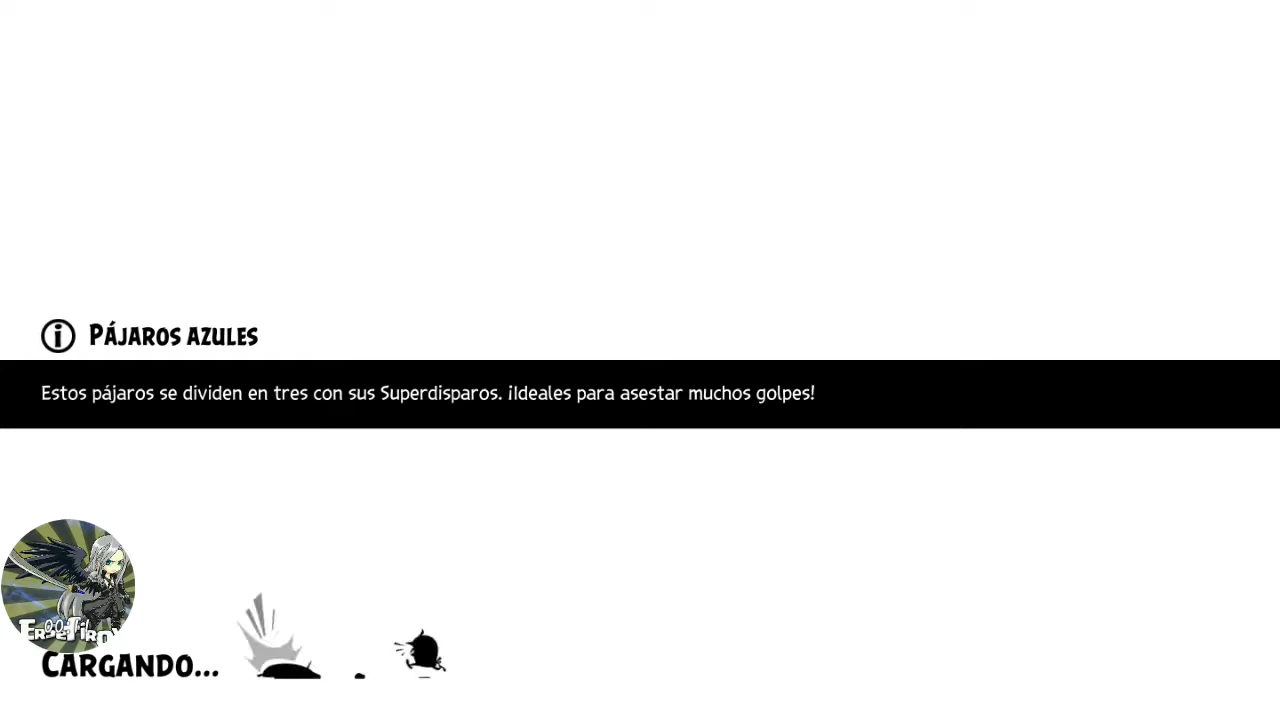 PÁJAROS AZULES
Estos pájaros se dividen en tres con sus Superdisparos. ¡Ideales para asestar muchos golpes!
CARGANDO...